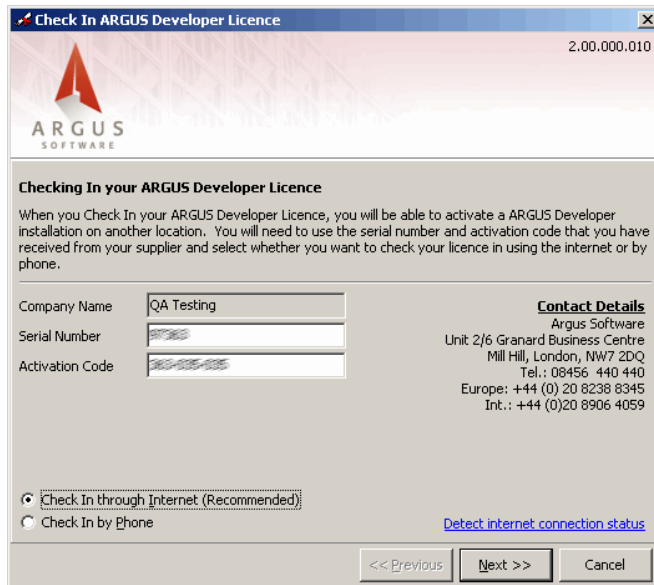 Check In ARGUS Developer Licence
2.00.000.010
ARGUS
SOFTWARE
Checking In your ARGUS Developer Licence
When you Check In your ARGUS Developer Licence, you will be able to activate a ARGUS Developer
installation on another location. You will need to use the serial number and activation code that you have
received from your supplier and select whether you want to check your licence in using the internet or by
phone.
Company Name QA Testing
Serial Number
Activation Code
Contact Details
Argus Software
Unit 2/6 Granard Business Centre
Mill Hill, London, NW7 2DQ
Tel.: 08456 440 440
Europe: +44 (0) 20 8238 8345
Int.: +44 (0)20 8906 4059
Check In through Internet (Recommended)
Check In by Phone
Detect internet connection status
<< Previous Next >> Cancel